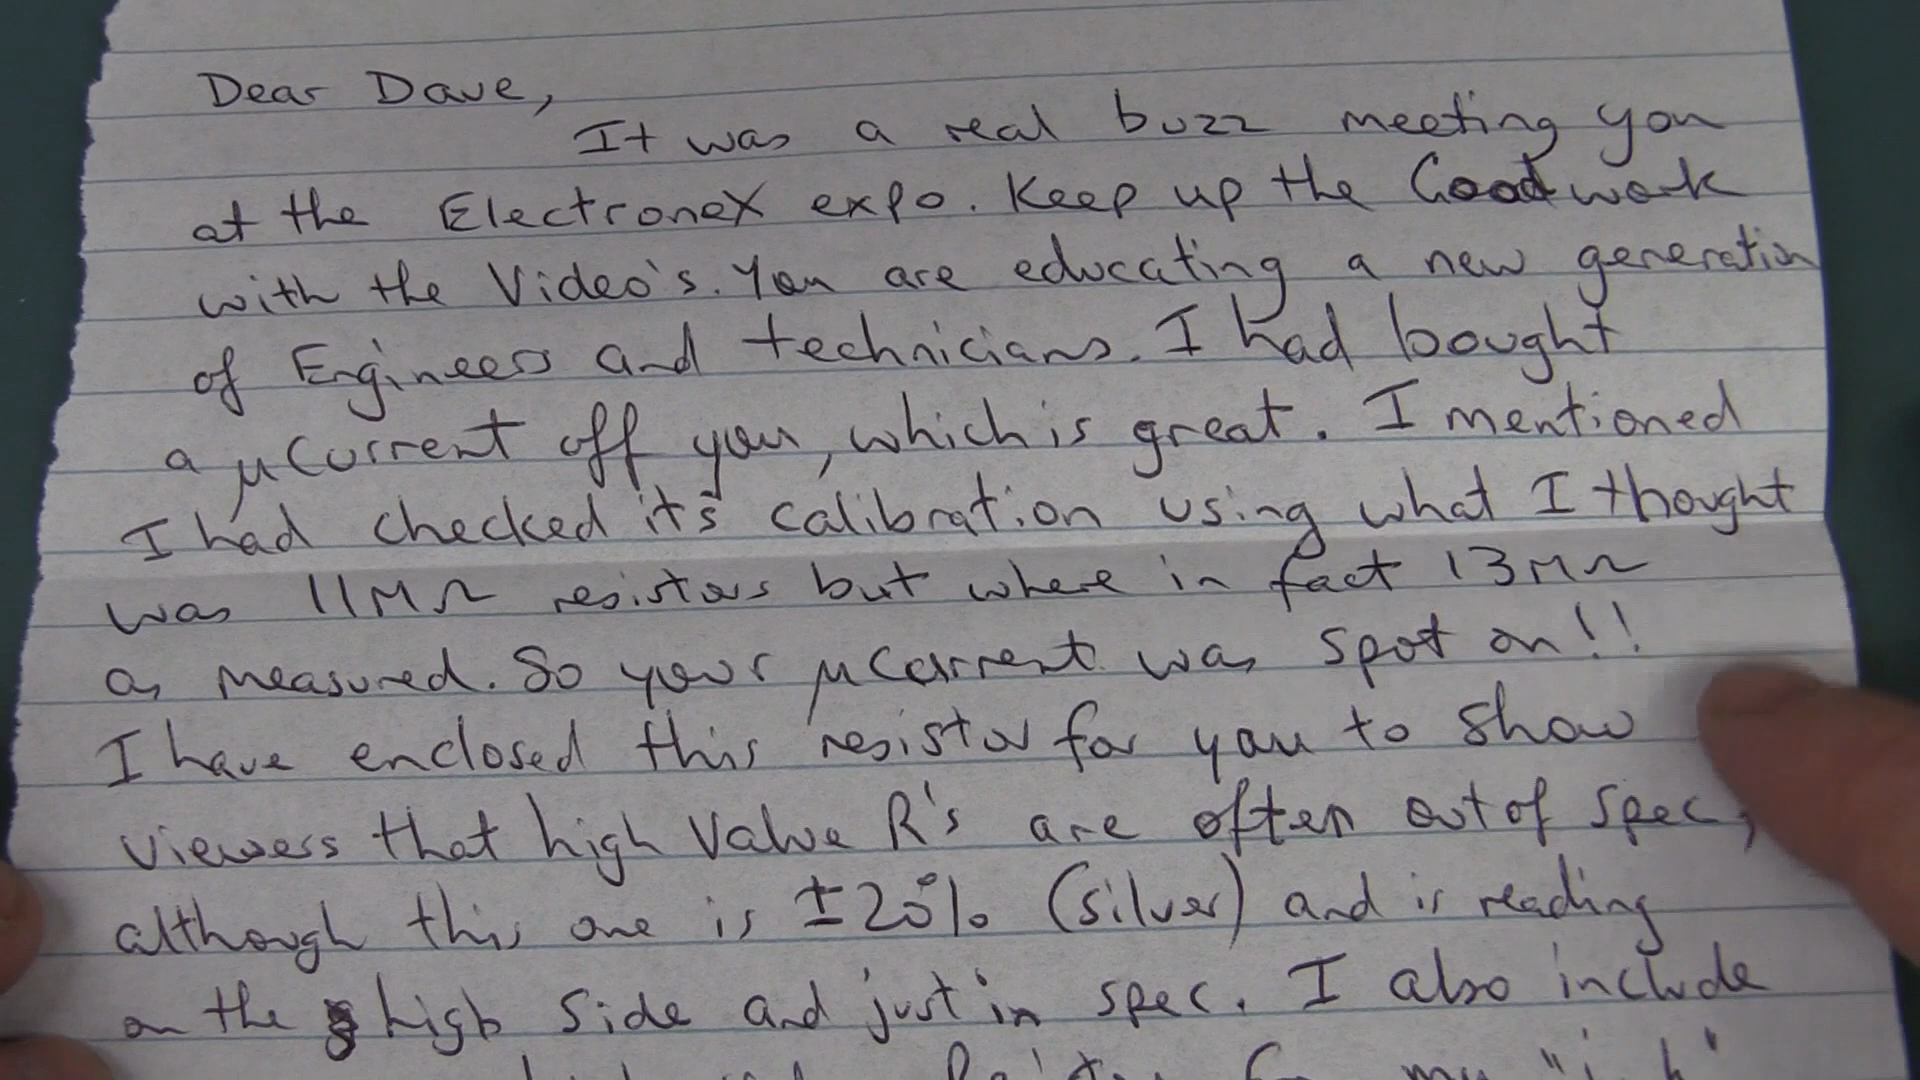 Dear Dave,
It was a real buzz meeting you
at the ElectroneX expo. Keep up the Good work
with the Video's. You are educating a new generation
of Engineers and technicians. I had bought
a μCurrent off you, which is great. I mentioned
I had checked it's calibration using what I thought
was 11MΩ resistors but where in fact 13MΩ
as measured. So your μCurrent was spot on!!
I have enclosed this resistor for you to show
viewers that high Value R's are often out of spec,
although this one is ±20% (silver) and is reading
on the high side and just in spec. I also include
my